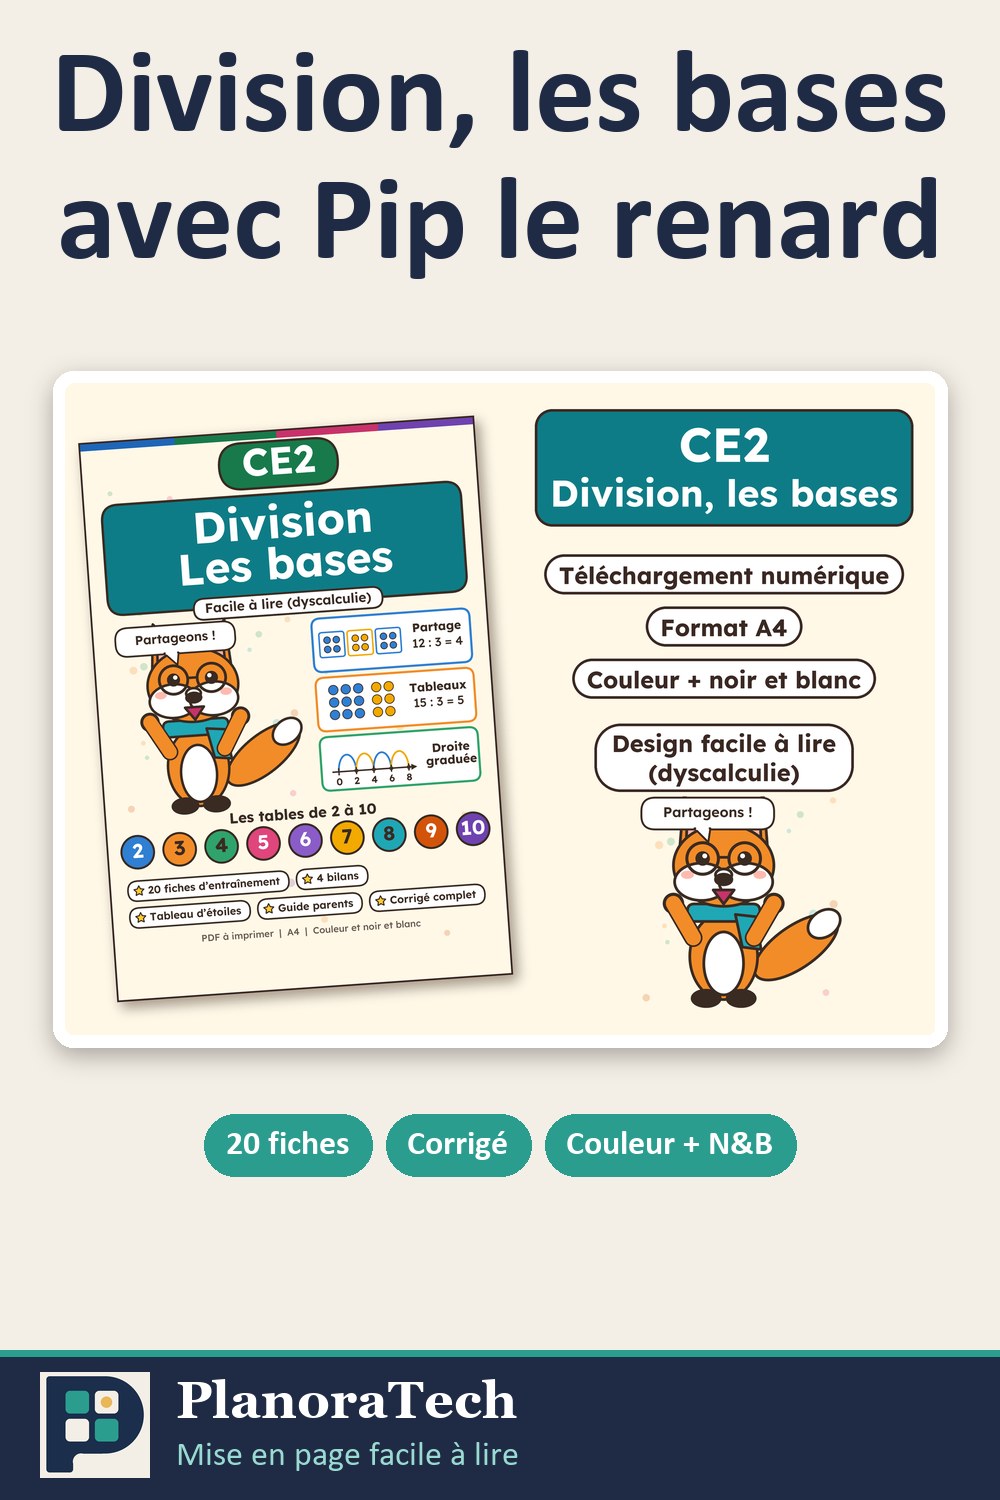 Division, les bases
avec Pip le renard
CE2
Division
Les bases
Facile à lire (dyscalculie)
Partageons !
Partage
12 : 3 = 4
Tableaux
15 : 3 = 5
Droite
graduée
0 2 4 6 8
Les tables de 2 à 10
2 3 4 5 6 7 8 9 10
20 fiches d'entraînement
4 bilans
Tableau d'étoiles
Guide parents
Corrigé complet
PDF à imprimer | A4 | Couleur et noir et blanc
CE2
Division, les bases
Téléchargement numérique
Format A4
Couleur + noir et blanc
Design facile à lire
(dyscalculie)
Partageons !
20 fiches
Corrigé
Couleur + N&B
PlanoraTech
Mise en page facile à lire